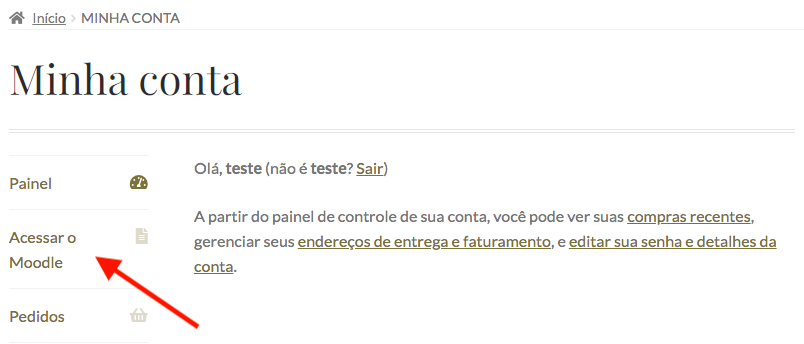 Início > MINHA CONTA
Minha conta
Painel
Acessar o
Moodle
Pedidos
Olá, teste (não é teste? Sair)
A partir do painel de controle de sua conta, você pode ver suas compras recentes,
gerenciar seus endereços de entrega e faturamento, e editar sua senha e detalhes da
conta.